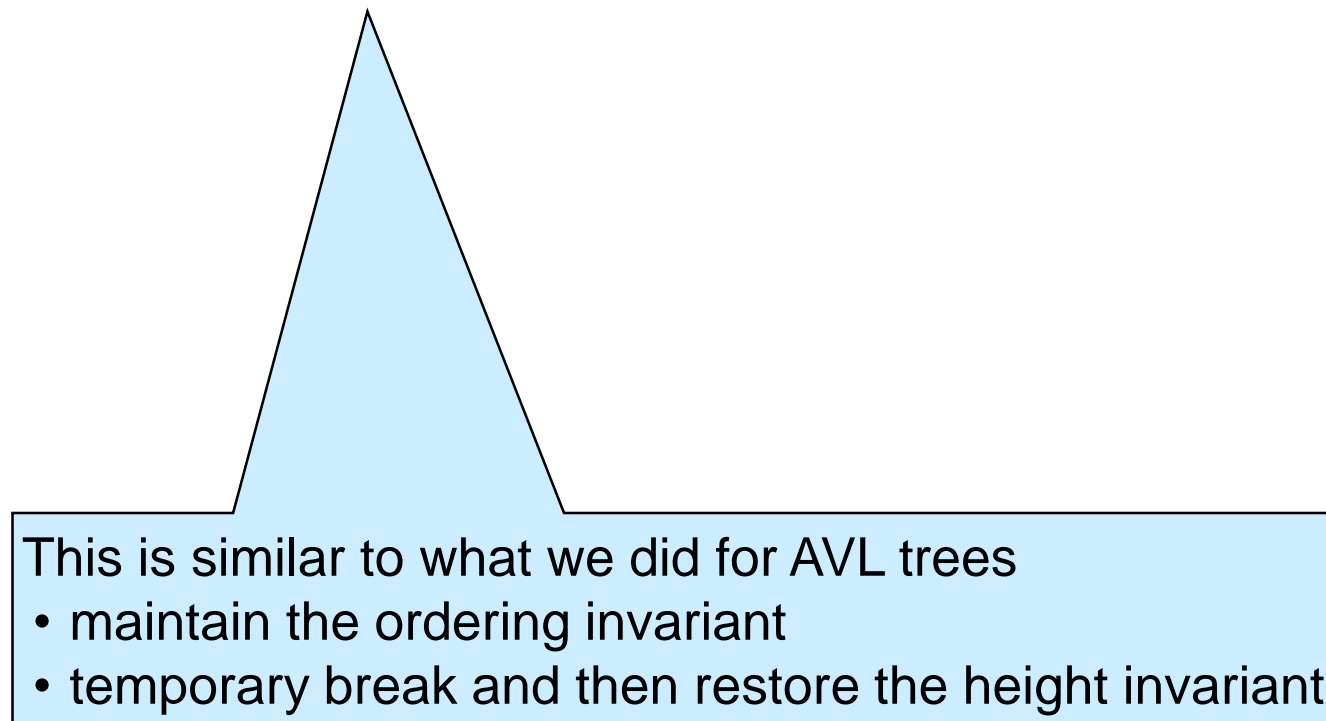 This is similar to what we did for AVL trees
• maintain the ordering invariant
• temporary break and then restore the height invariant